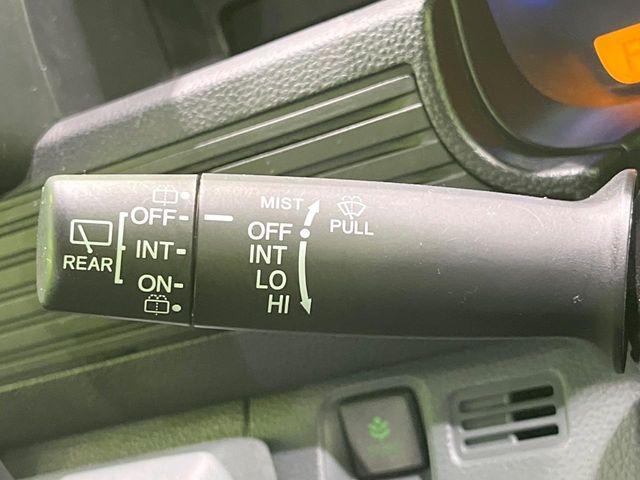 REAR
OFF
INT
ON
MIST
OFF
INT
LO
HI
PULL